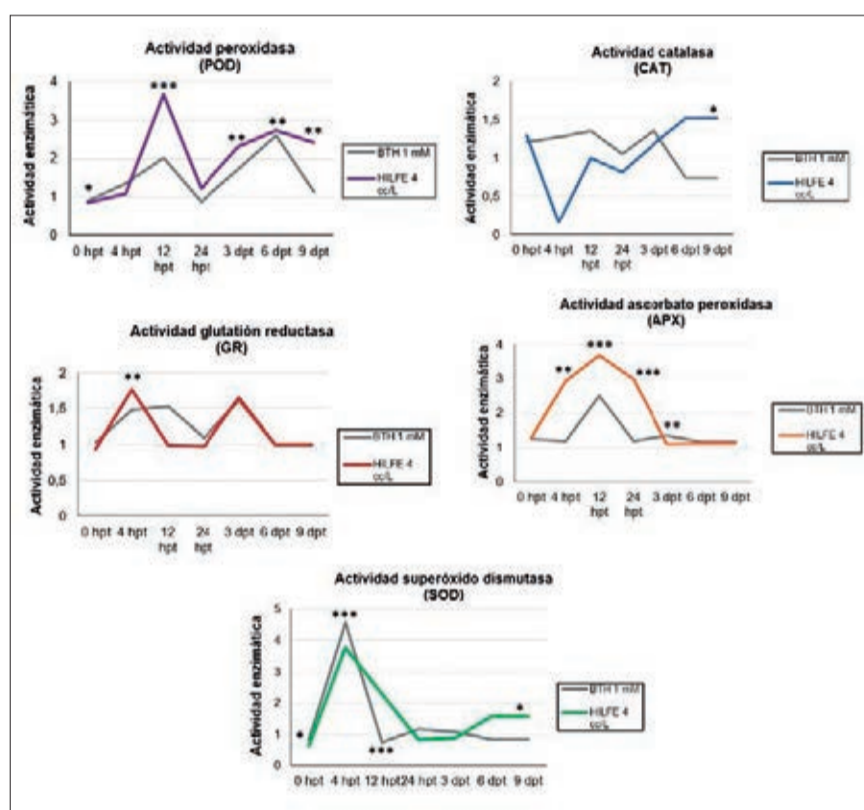 Actividad peroxidasa
(POD)
Actividad enzimática
4
3
2
1
0
***
*
**
**
**
0 hpt
4 hpt
12
hpt
24
hpt
3 dpt
6 dpt
9 dpt
BTH 1 mM
HILFE 4
cc/L
Actividad catalasa
(CAT)
Actividad enzimática
2
1,5
1
0,5
0
*
0 hpt
4 hpt
12
hpt
24
hpt
3 dpt
6 dpt
9 dpt
BTH 1 mM
HILFE 4
cc/L
Actividad glutatión reductasa
(GR)
Actividad enzimática
2
1,5
1
0,5
0
**
0 hpt
4 hpt
12
hpt
24
hpt
3 dpt
6 dpt
9 dpt
BTH 1 mM
HILFE 4
cc/L
Actividad ascorbato peroxidasa
(APX)
Actividad enzimática
4
3
2
1
0
**
***
***
**
0 hpt
4 hpt
12
hpt
24
hpt
3 dpt
6 dpt
9 dpt
BTH 1 mM
HILFE 4
cc/L
Actividad superóxido dismutasa
(SOD)
Actividad enzimática
5
4
3
2
1
0
***
*
***
*
0 hpt
4 hpt
12 hpt
24 hpt
3 dpt
6 dpt
9 dpt
BTH 1 mM
HILFE 4
cc/L